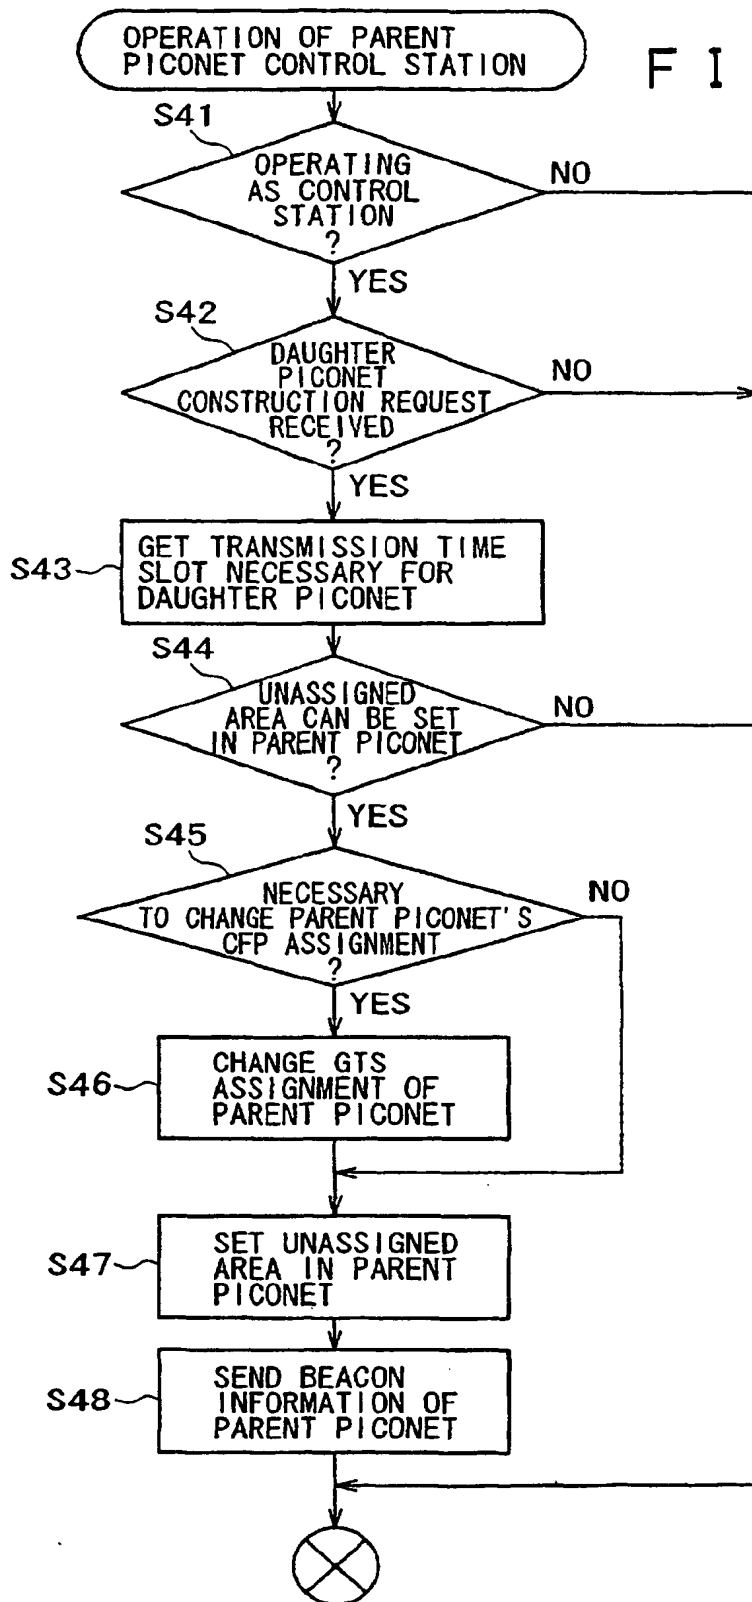 OPERATION OF PARENT
PICONET CONTROL STATION
F I
S41
OPERATING
AS CONTROL
STATION
?
NO
YES
S42
DAUGHTER
PICONET
CONSTRUCTION REQUEST
RECEIVED
?
NO
YES
S43
GET TRANSMISSION TIME
SLOT NECESSARY FOR
DAUGHTER PICONET
S44
UNASSIGNED
AREA CAN BE SET
IN PARENT PICONET
?
NO
YES
S45
NECESSARY
TO CHANGE PARENT PICONET'S
CFP ASSIGNMENT
?
NO
YES
S46
CHANGE GTS
ASSIGNMENT OF
PARENT PICONET
S47
SET UNASSIGNED
AREA IN PARENT
PICONET
S48
SEND BEACON
INFORMATION OF
PARENT PICONET